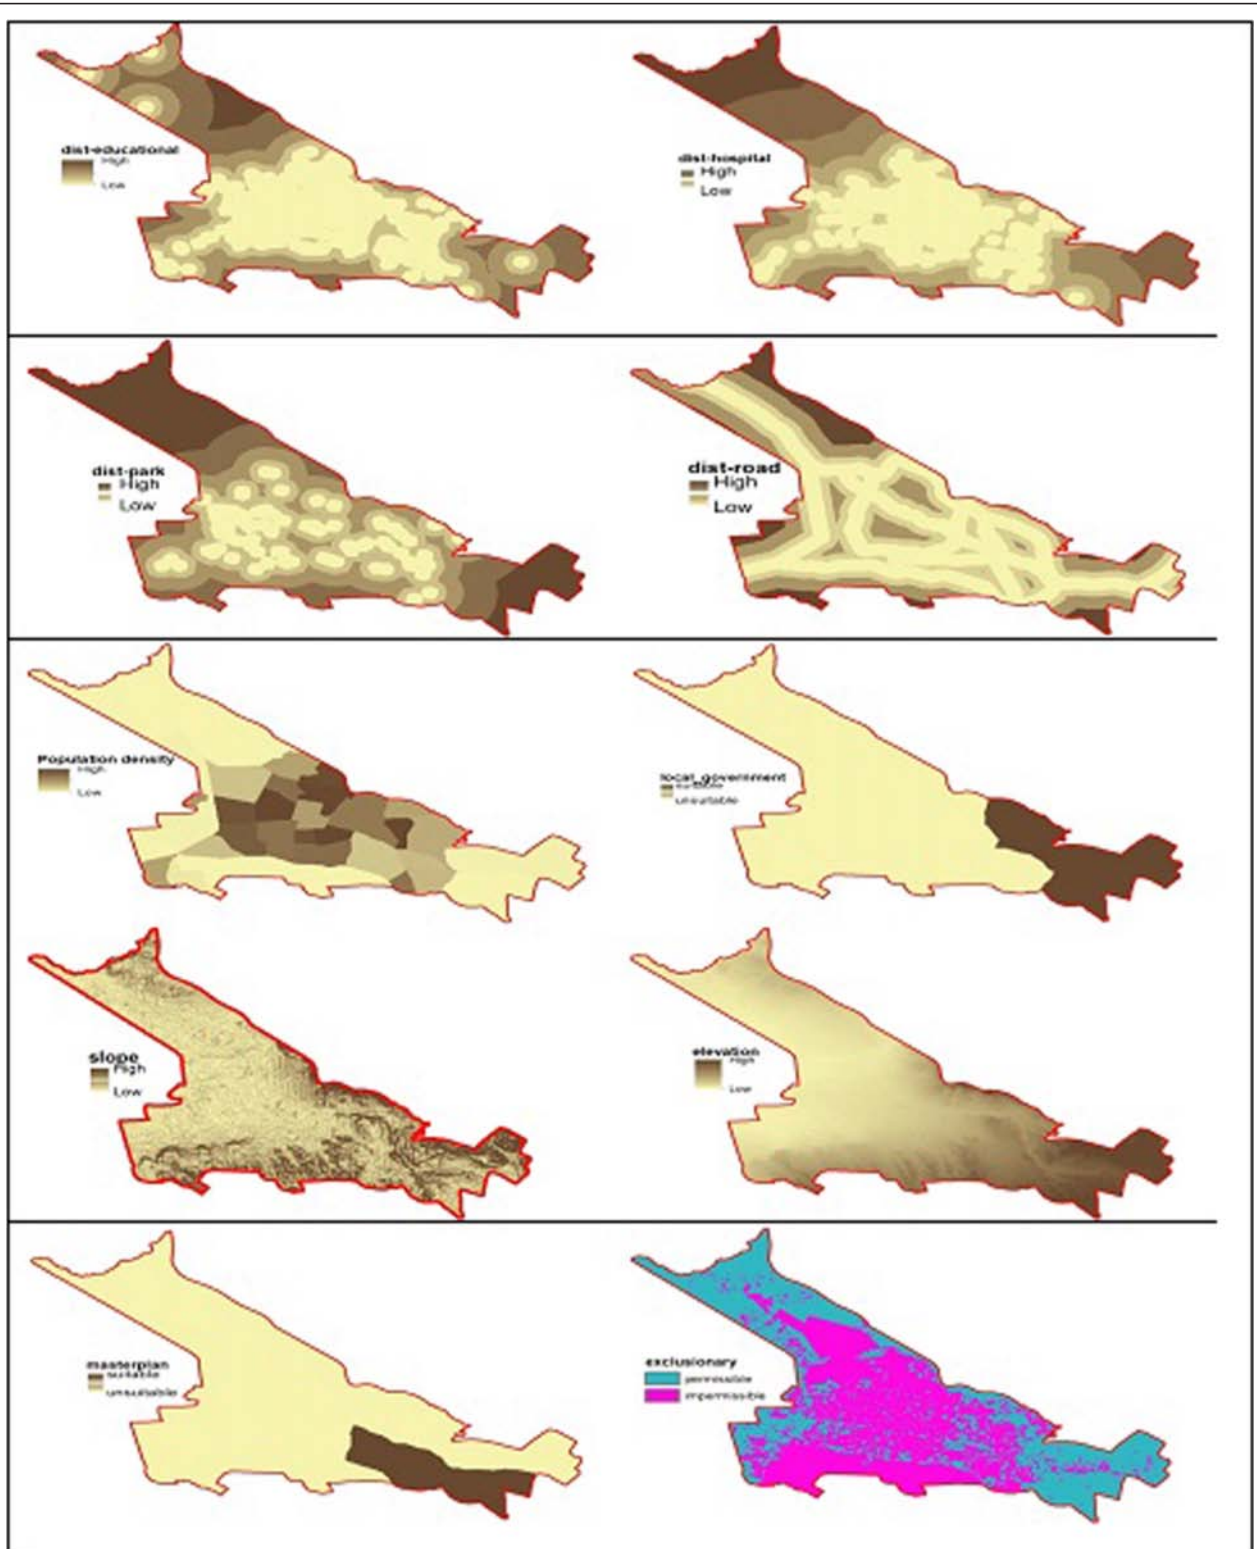 dist-educational
High
Low
dist-hospital
High
Low
dist-park
High
Low
dist-road
High
Low
Population density
High
Low
local_government
suitable
unsuitable
slope
High
Low
elevation
High
Low
masterplan
suitable
unsuitable
exclusionary
permissible
impermissible